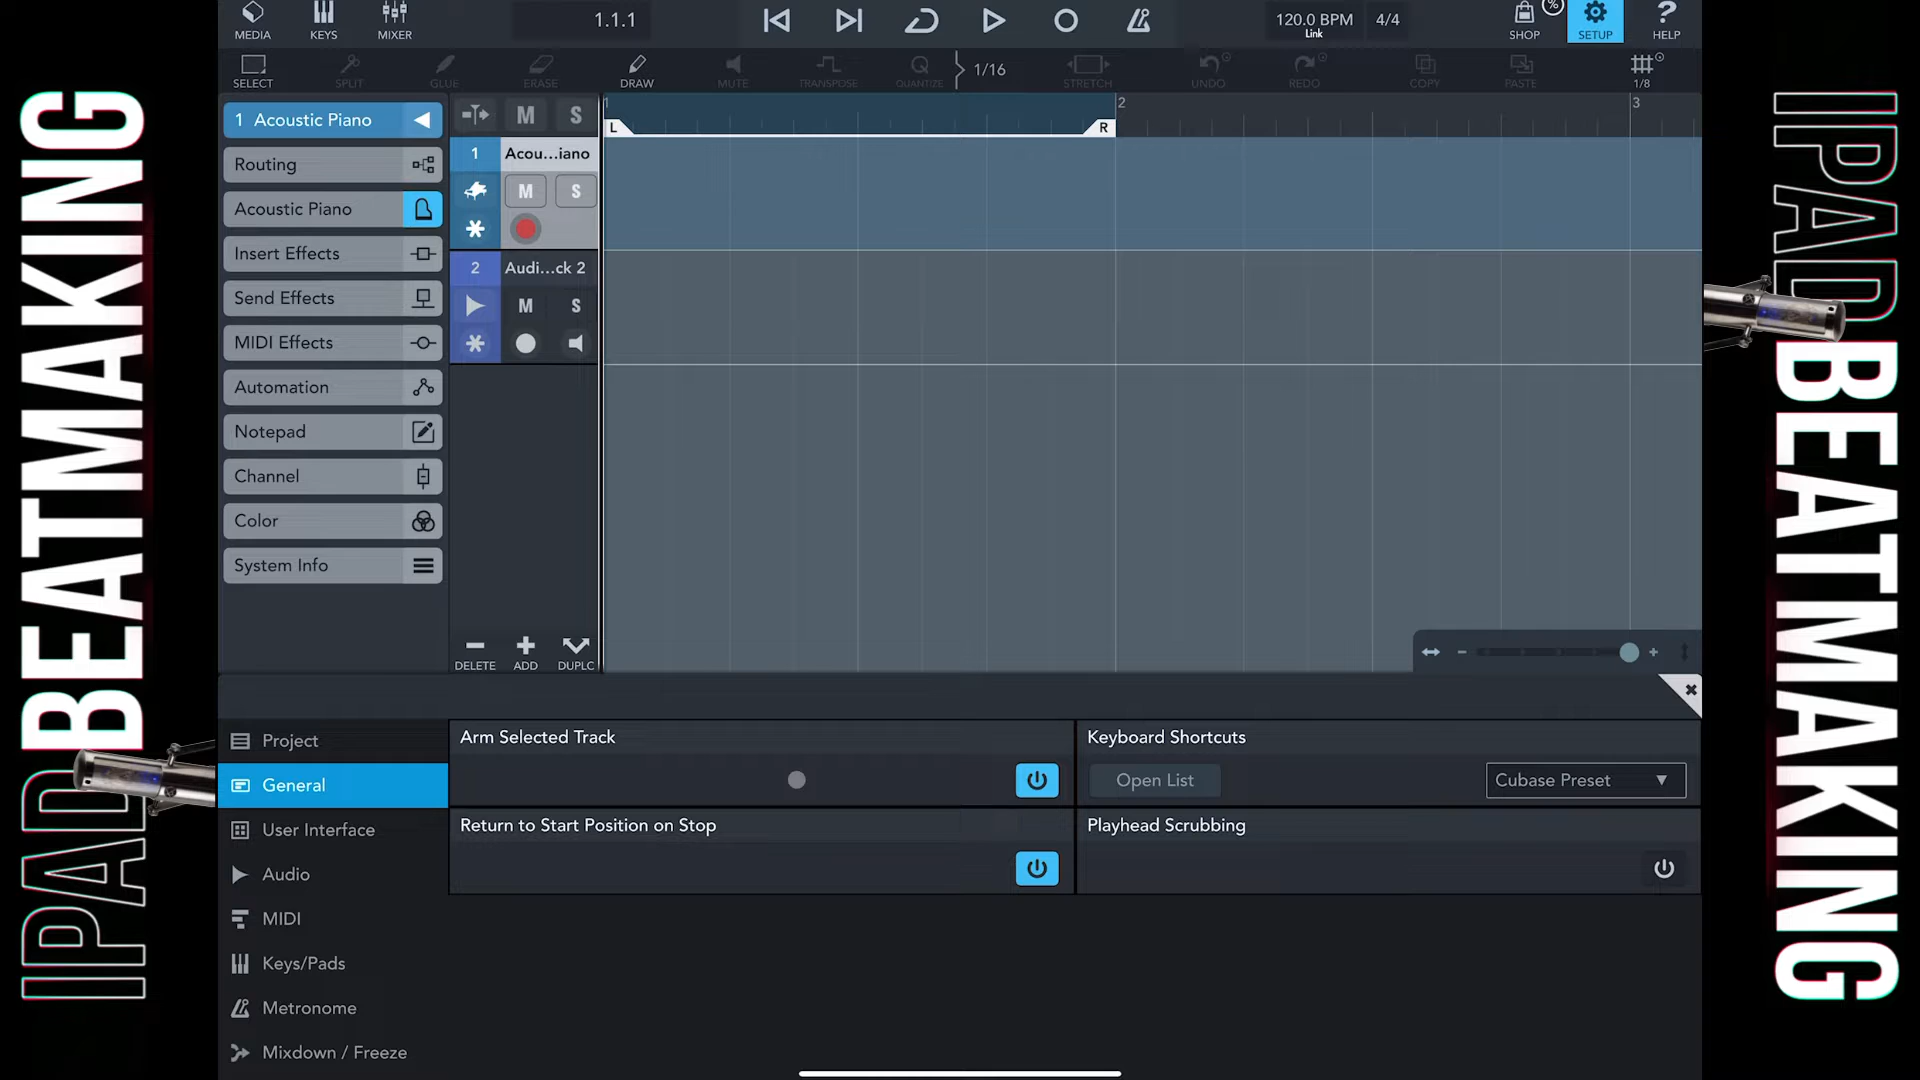 MEDIA
KEYS
MIXER
1.1.1
120.0 BPM
Link
4/4
%
SHOP
SETUP
?
HELP
SELECT
SPLIT
GLUE
ERASE
DRAW
MUTE
TRANSPOSE
Q
QUANTIZE
1/16
STRETCH
UNDO
REDO
COPY
PASTE
1/8
1 Acoustic Piano
Routing
Acoustic Piano
Insert Effects
Send Effects
MIDI Effects
Automation
Notepad
Channel
Color
System Info
M S
1 Acou...iano
M S
2 Audi...ck 2
M S
DELETE
ADD
DUPLC
1 2 3
L R
Project
General
User Interface
Audio
MIDI
Keys/Pads
Metronome
Mixdown / Freeze
Arm Selected Track
Return to Start Position on Stop
Keyboard Shortcuts
Open List
Cubase Preset
Playhead Scrubbing
IPADBEATMAKING
IPADBEATMAKING